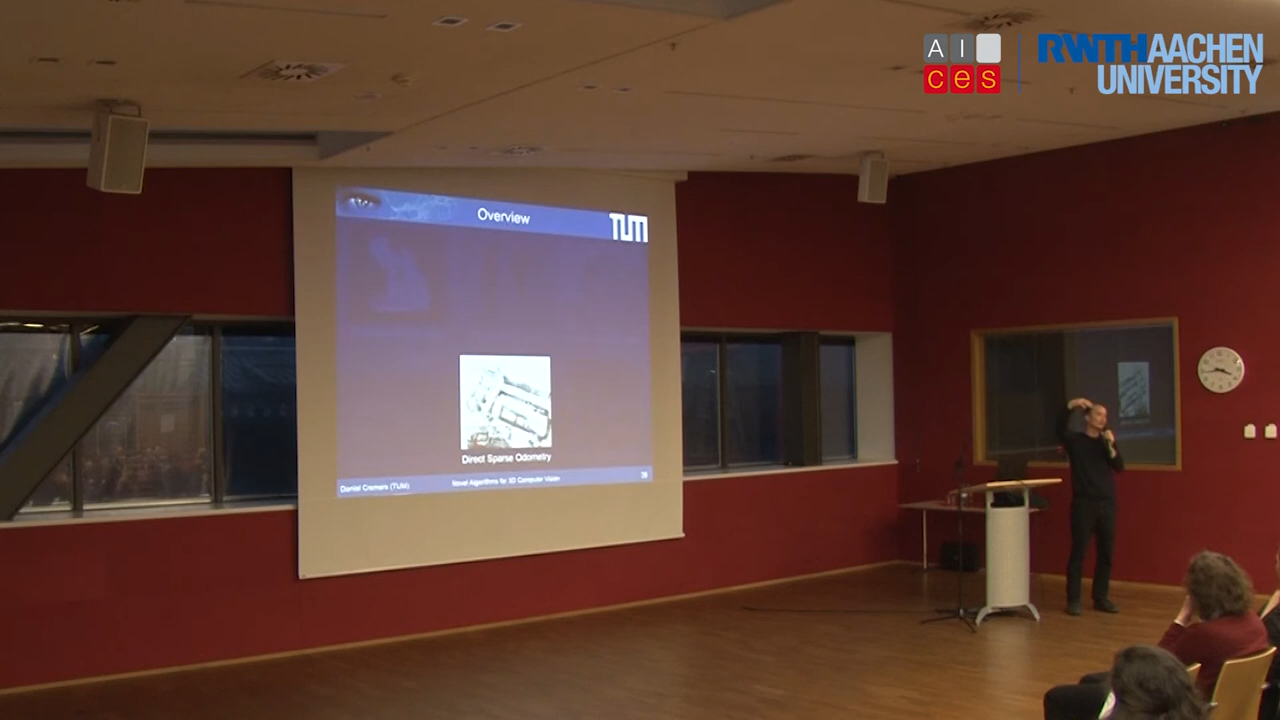 AI
ces
RWTHAACHEN
UNIVERSITY
Overview
TUM
Direct Sparse Odometry
Daniel Cremers (TUM)
Novel Algorithms for 3D Computer Vision